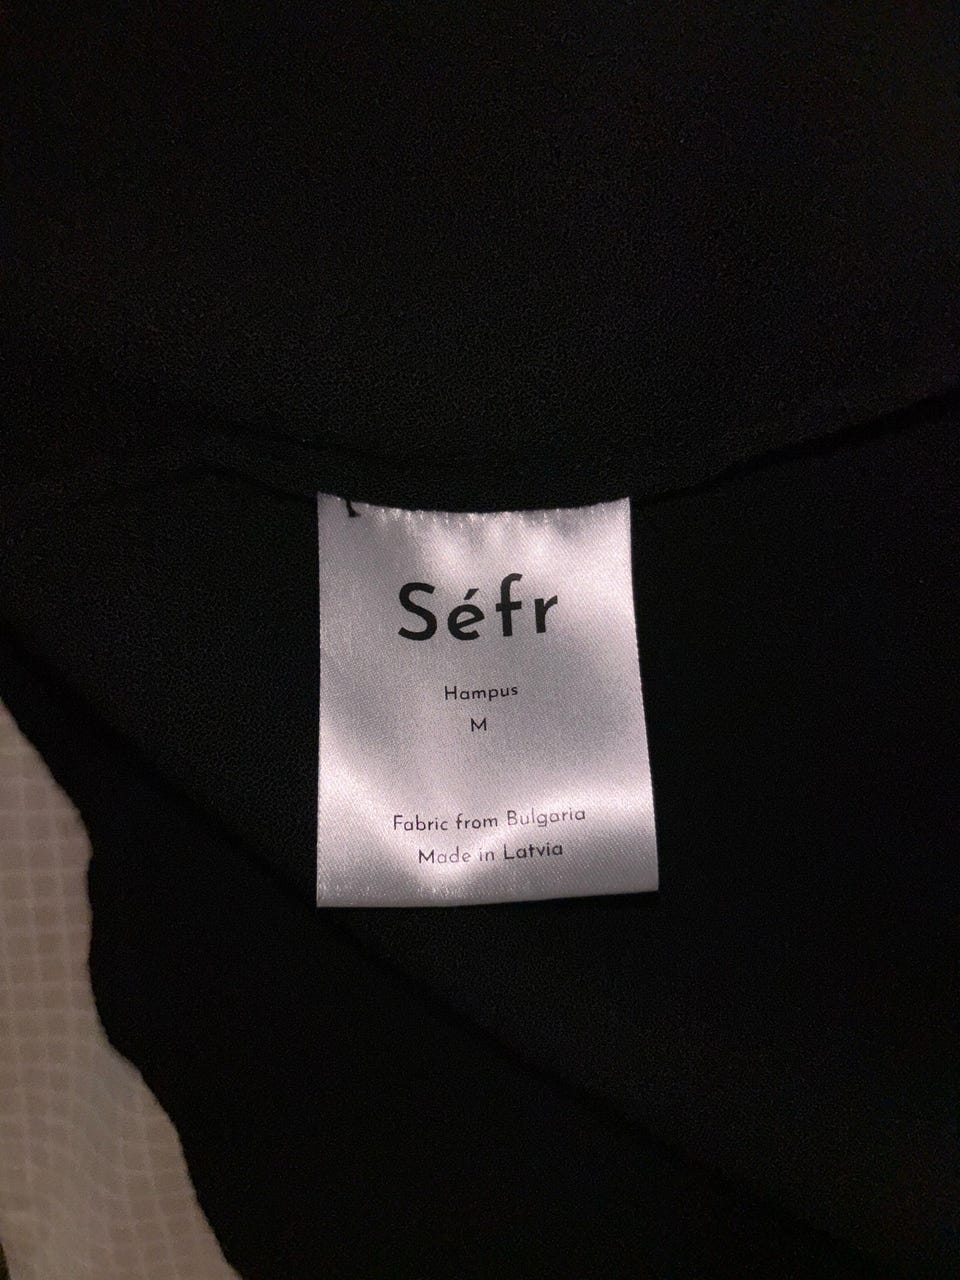 Séfr
Hampus
M
Fabric from Bulgaria
Made in Latvia